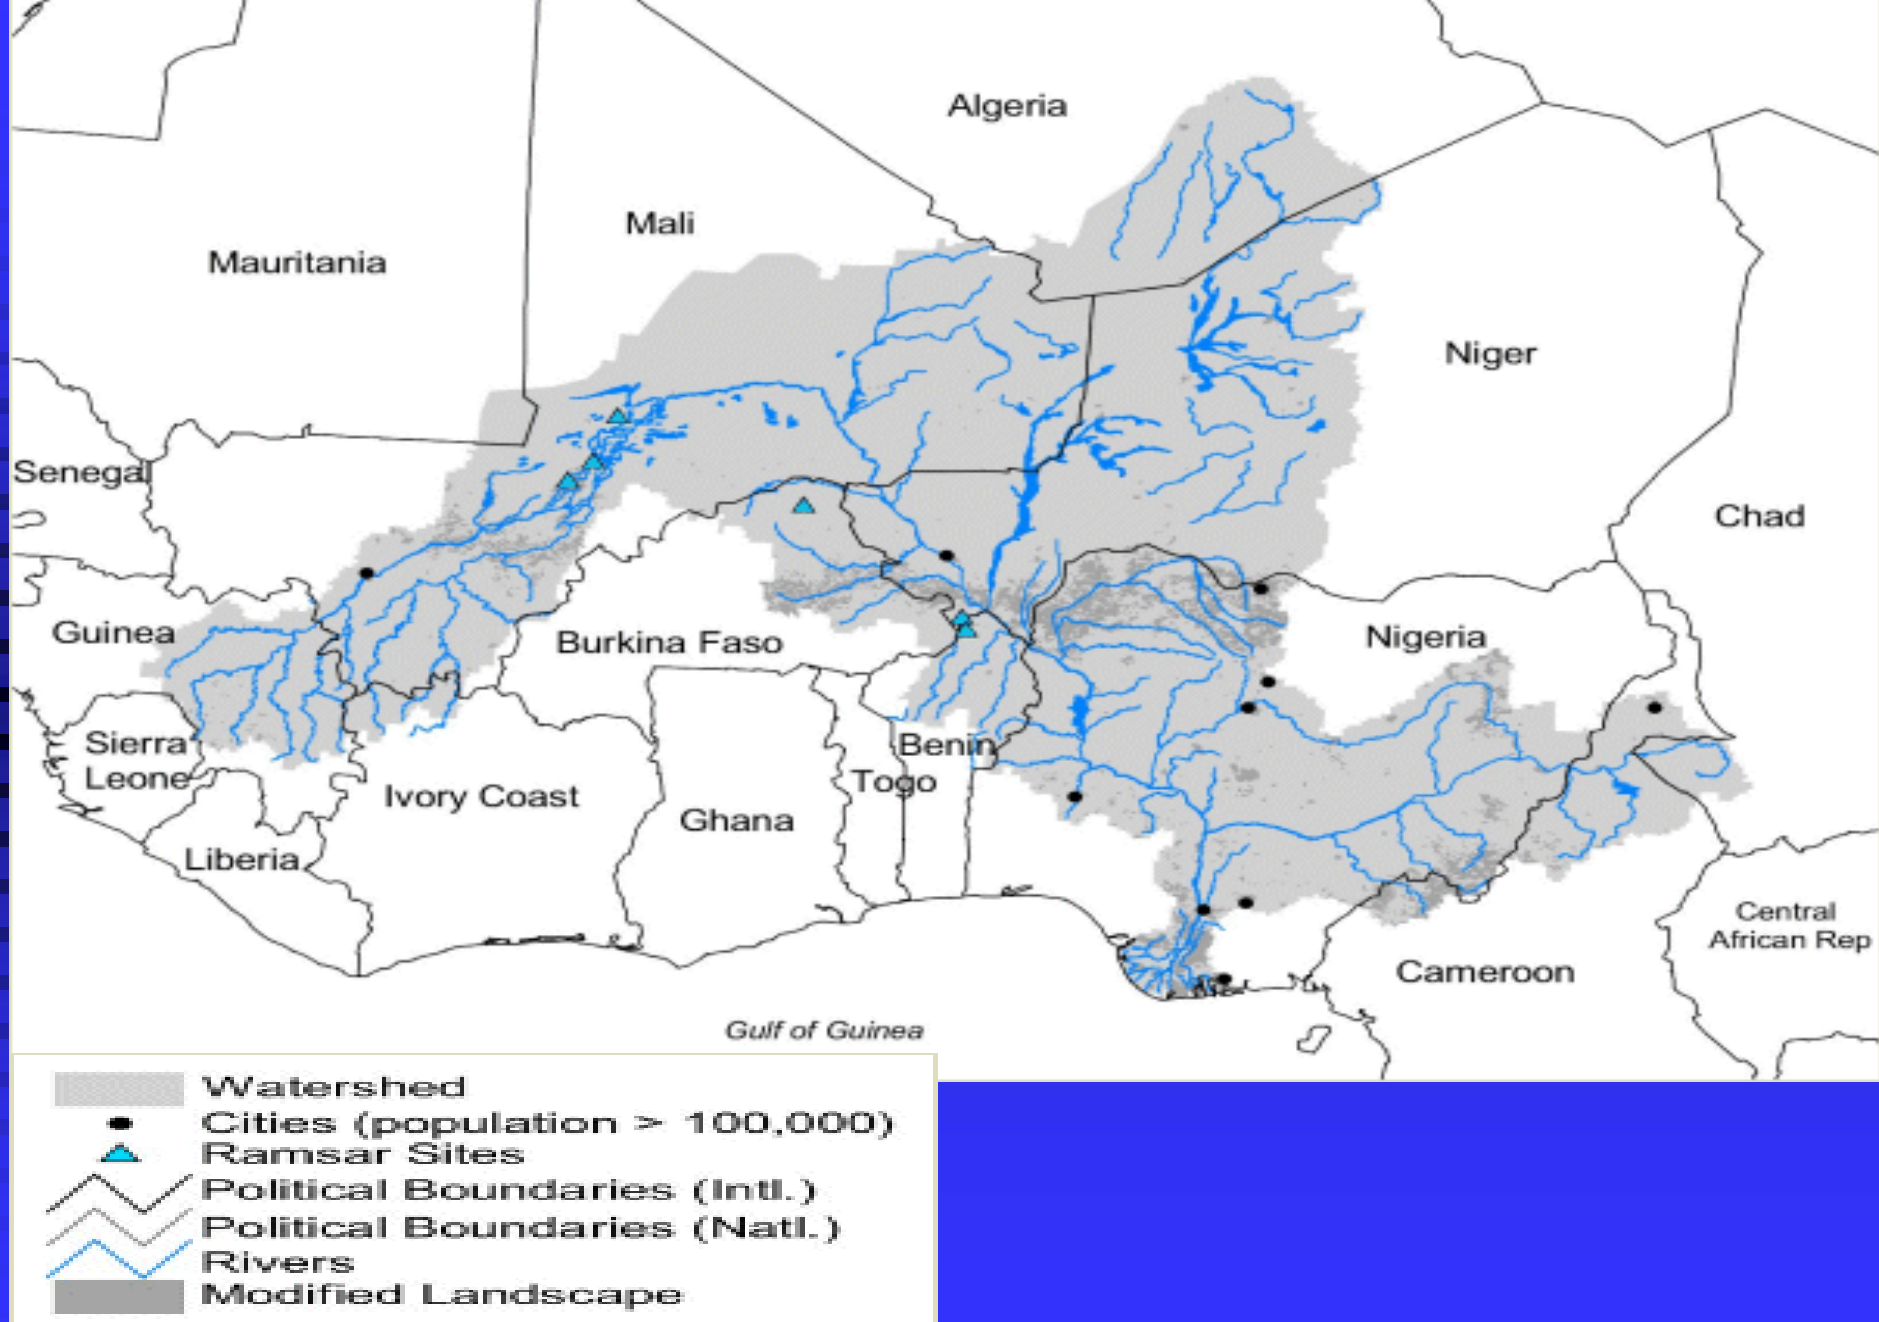 Algeria
Mali
Mauritania
Niger
Senegal
Chad
Guinea
Burkina Faso
Nigeria
Sierra
Leone
Benin
Togo
Ivory Coast
Ghana
Liberia
Central
African Rep
Cameroon
Gulf of Guinea
Watershed
Cities (population > 100,000)
Ramsar Sites
Political Boundaries (Intl.)
Political Boundaries (Natl.)
Rivers
Modified Landscape